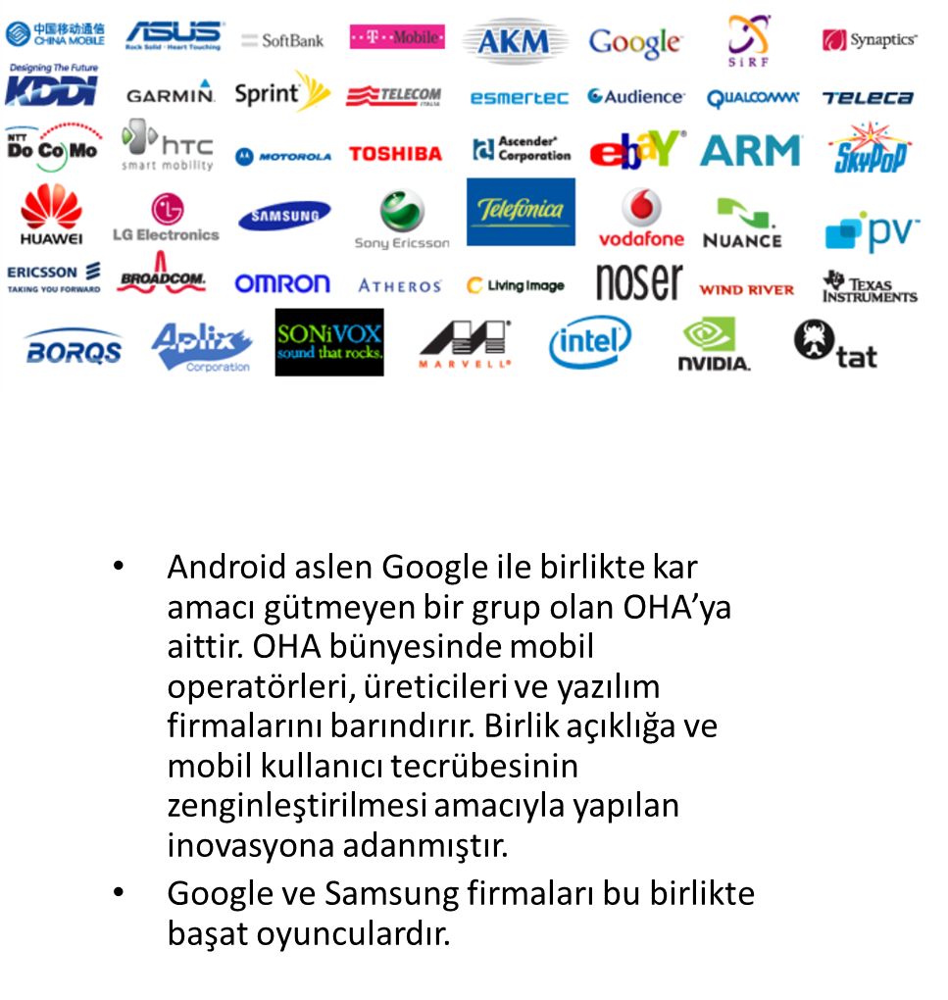 中国移动通信
CHINA MOBILE
ASUS
Rock Solid · Heart Touching
SoftBank
T · · Mobile ·
AKM
Google
SiRF
Synaptics
Designing The Future
KDDI
GARMIN
Sprint
TELECOM
ITALIA
esmertec
Audience
QUALCOMM
TELECA
NTT
DoCoMo
hTC
smart mobility
MOTOROLA
TOSHIBA
Ascender
Corporation
ebaY
ARM
SKYPOP
HUAWEI
LG Electronics
SAMSUNG
Sony Ericsson
Telefónica
vodafone
NUANCE
pv
ERICSSON
TAKING YOU FORWARD
BROADCOM.
OMRON
ATHEROS
Living Image
noser
WIND RIVER
TEXAS
INSTRUMENTS
BORQS
Aplix
Corporation
SONiVOX
sound that rocks.
MARVELL
intel
NVIDIA.
tat
• Android aslen Google ile birlikte kar
amacı gütmeyen bir grup olan OHA’ya
aittir. OHA bünyesinde mobil
operatörleri, üreticileri ve yazılım
firmalarını barındırır. Birlik açıklığa ve
mobil kullanıcı tecrübesinin
zenginleştirilmesi amacıyla yapılan
inovasyona adanmıştır.
• Google ve Samsung firmaları bu birlikte
başat oyunculardır.